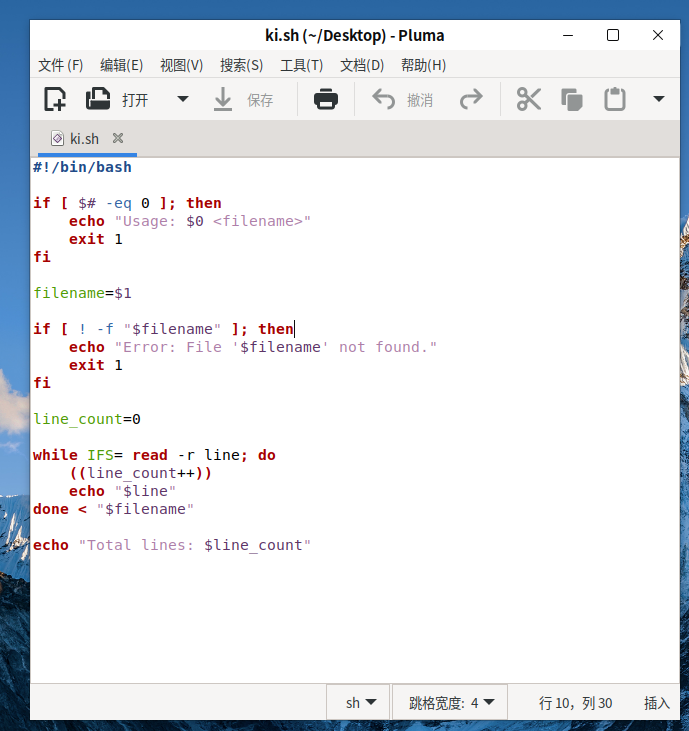 ki.sh (~/Desktop) - Pluma
文件 (F) 编辑(E) 视图(V) 搜索(S) 工具(T) 文档(D) 帮助(H)
打开 保存 撤消
ki.sh
#!/bin/bash
if [ $# -eq 0 ]; then
    echo "Usage: $0 <filename>"
    exit 1
fi
filename=$1
if [ ! -f "$filename" ]; then
    echo "Error: File '$filename' not found."
    exit 1
fi
line_count=0
while IFS= read -r line; do
    ((line_count++))
    echo "$line"
done < "$filename"
echo "Total lines: $line_count"
sh 跳格宽度: 4 行 10，列 30 插入